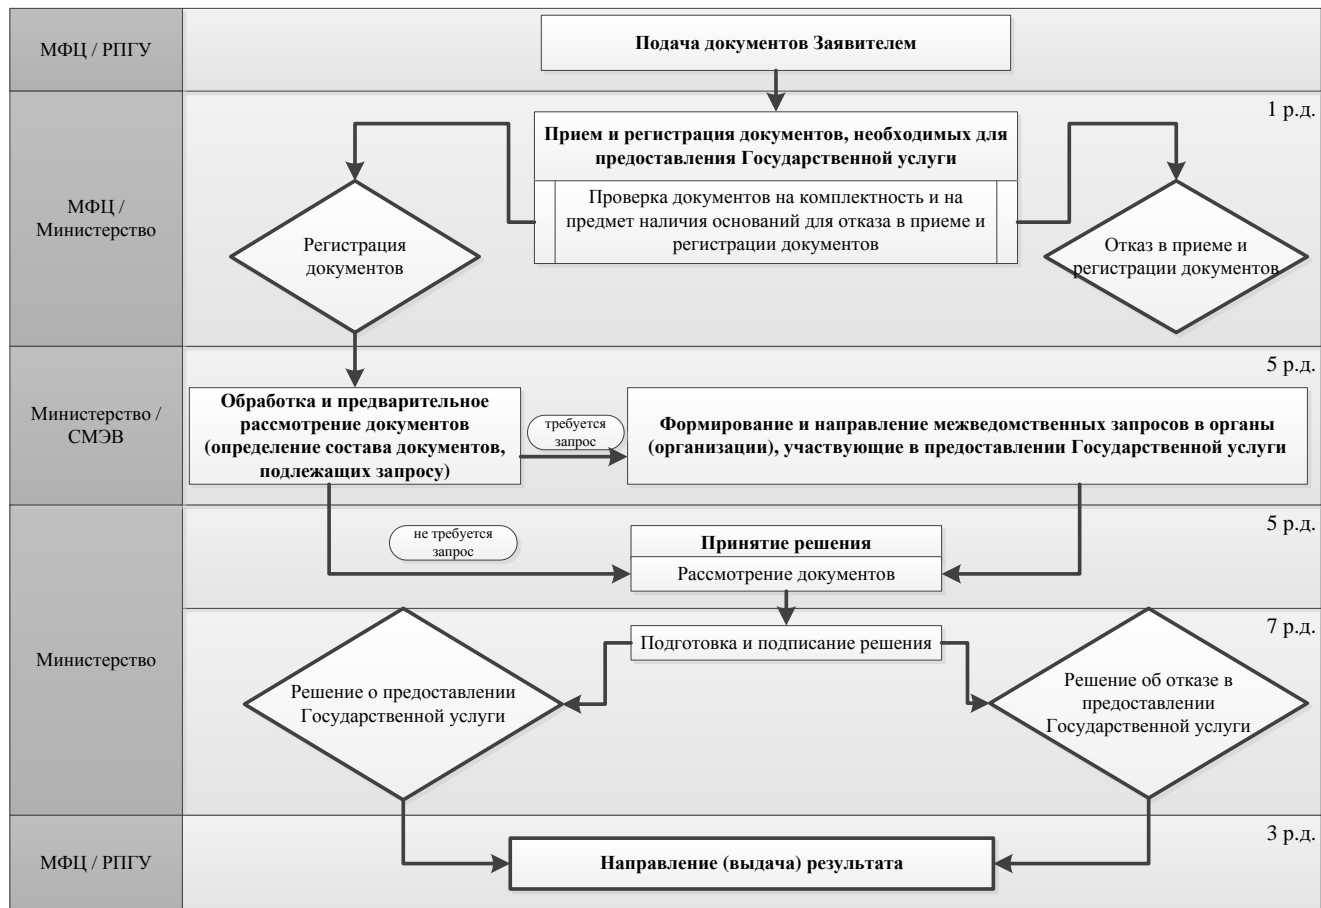 МФЦ / РПГУ
Подача документов Заявителем
1 р.д.
МФЦ /
Министерство
Прием и регистрация документов, необходимых для
предоставления Государственной услуги
Проверка документов на комплектность и на
предмет наличия оснований для отказа в приеме и
регистрации документов
Регистрация
документов
Отказ в приеме и
регистрации документов
5 р.д.
Министерство /
СМЭВ
Обработка и предварительное
рассмотрение документов
(определение состава документов,
подлежащих запросу)
требуется
запрос
Формирование и направление межведомственных запросов в органы
(организации), участвующие в предоставлении Государственной услуги
5 р.д.
не требуется
запрос
Принятие решения
Рассмотрение документов
Министерство
7 р.д.
Подготовка и подписание решения
Решение о предоставлении
Государственной услуги
Решение об отказе в
предоставлении
Государственной услуги
3 р.д.
МФЦ / РПГУ
Направление (выдача) результата